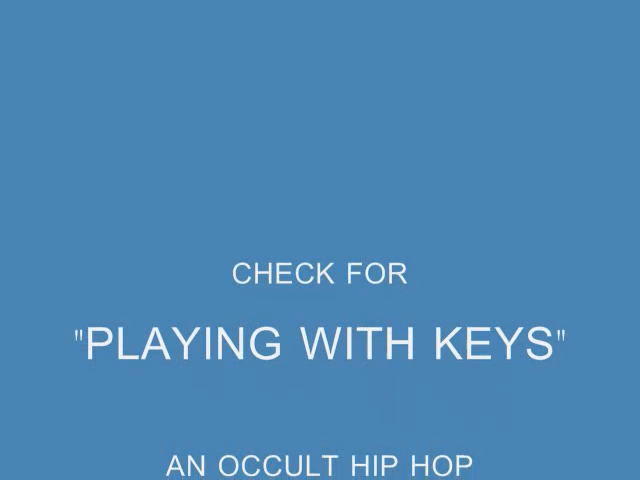 CHECK FOR
"PLAYING WITH KEYS"
AN OCCULT HIP HOP